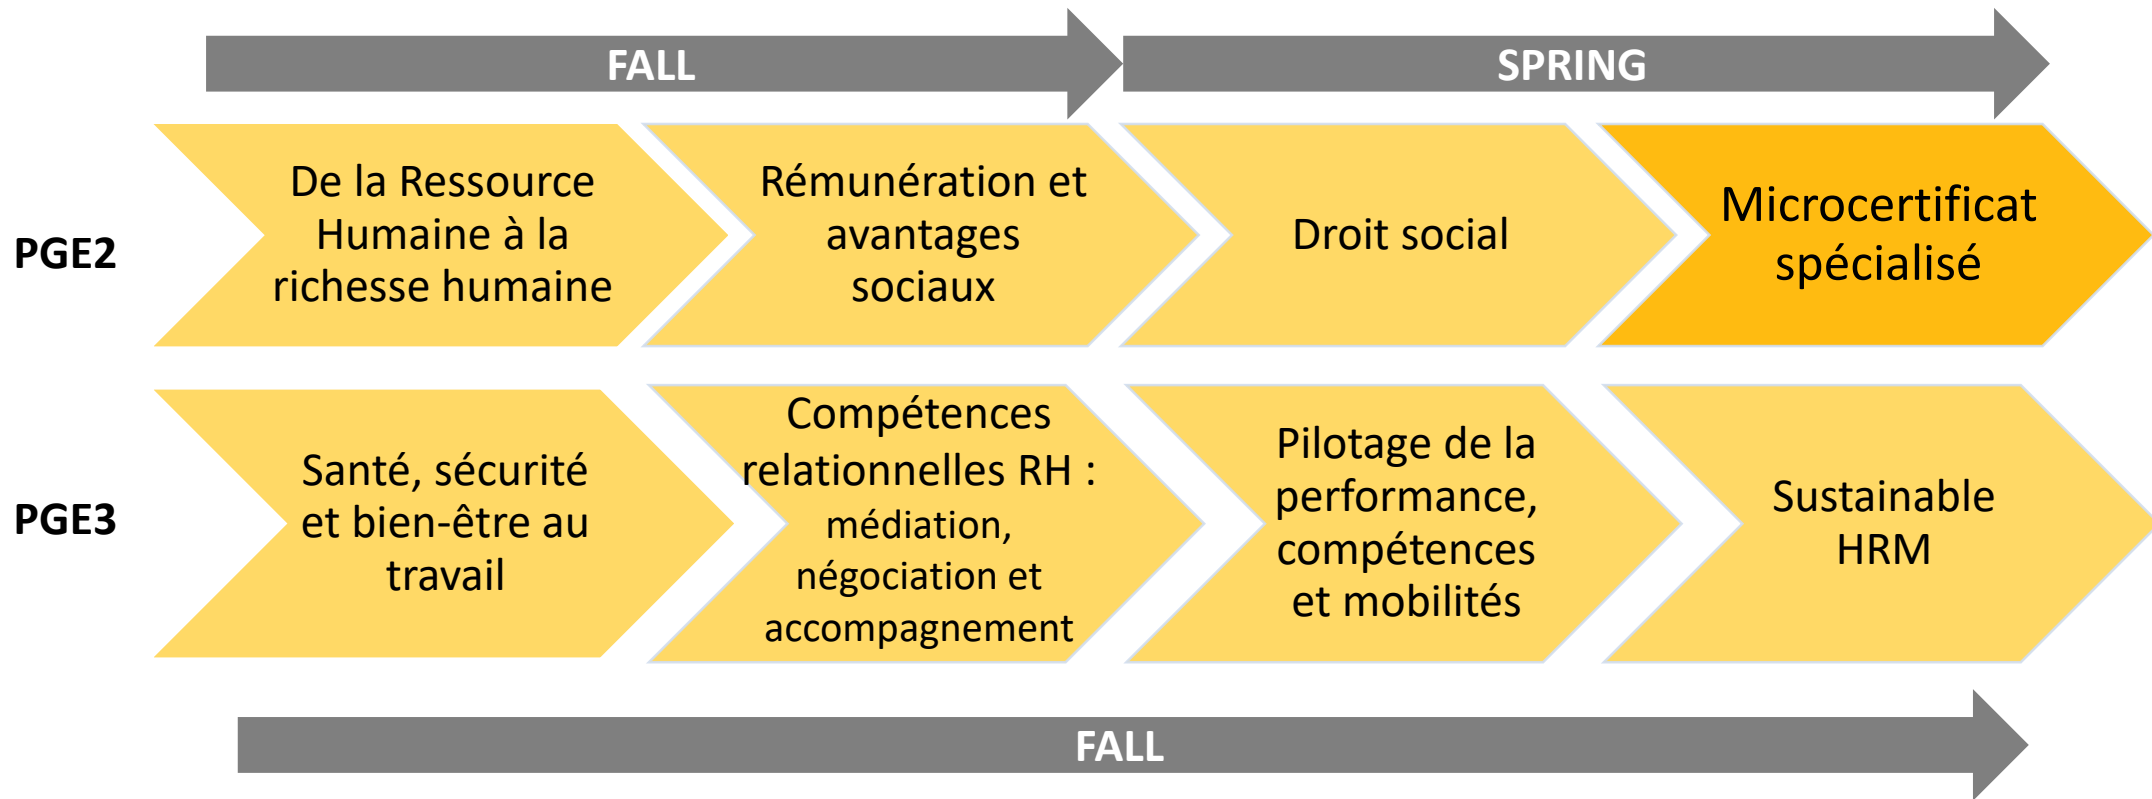 FALL
SPRING
PGE2
De la Ressource
Humaine à la
richesse humaine
Rémunération et
avantages
sociaux
Droit social
Microcertificat
spécialisé
PGE3
Santé, sécurité
et bien-être au
travail
Compétences
relationnelles RH :
médiation,
négociation et
accompagnement
Pilotage de la
performance,
compétences
et mobilités
Sustainable
HRM
FALL